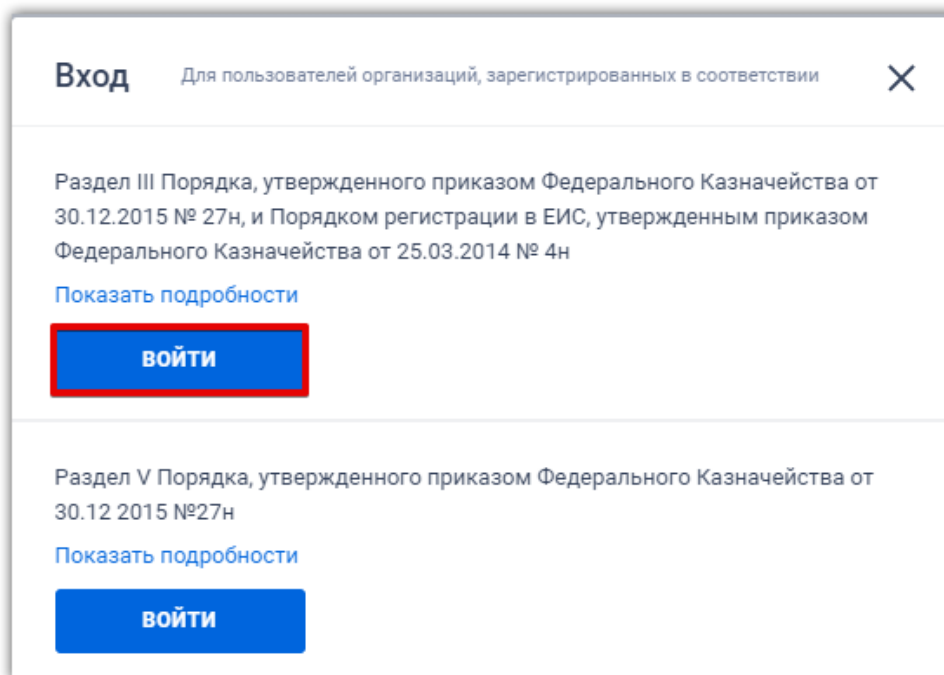 Вход Для пользователей организаций, зарегистрированных в соответствии
Раздел III Порядка, утвержденного приказом Федерального Казначейства от
30.12.2015 № 27н, и Порядком регистрации в ЕИС, утвержденным приказом
Федерального Казначейства от 25.03.2014 № 4н
Показать подробности
ВОЙТИ
Раздел V Порядка, утвержденного приказом Федерального Казначейства от
30.12 2015 №27н
Показать подробности
ВОЙТИ